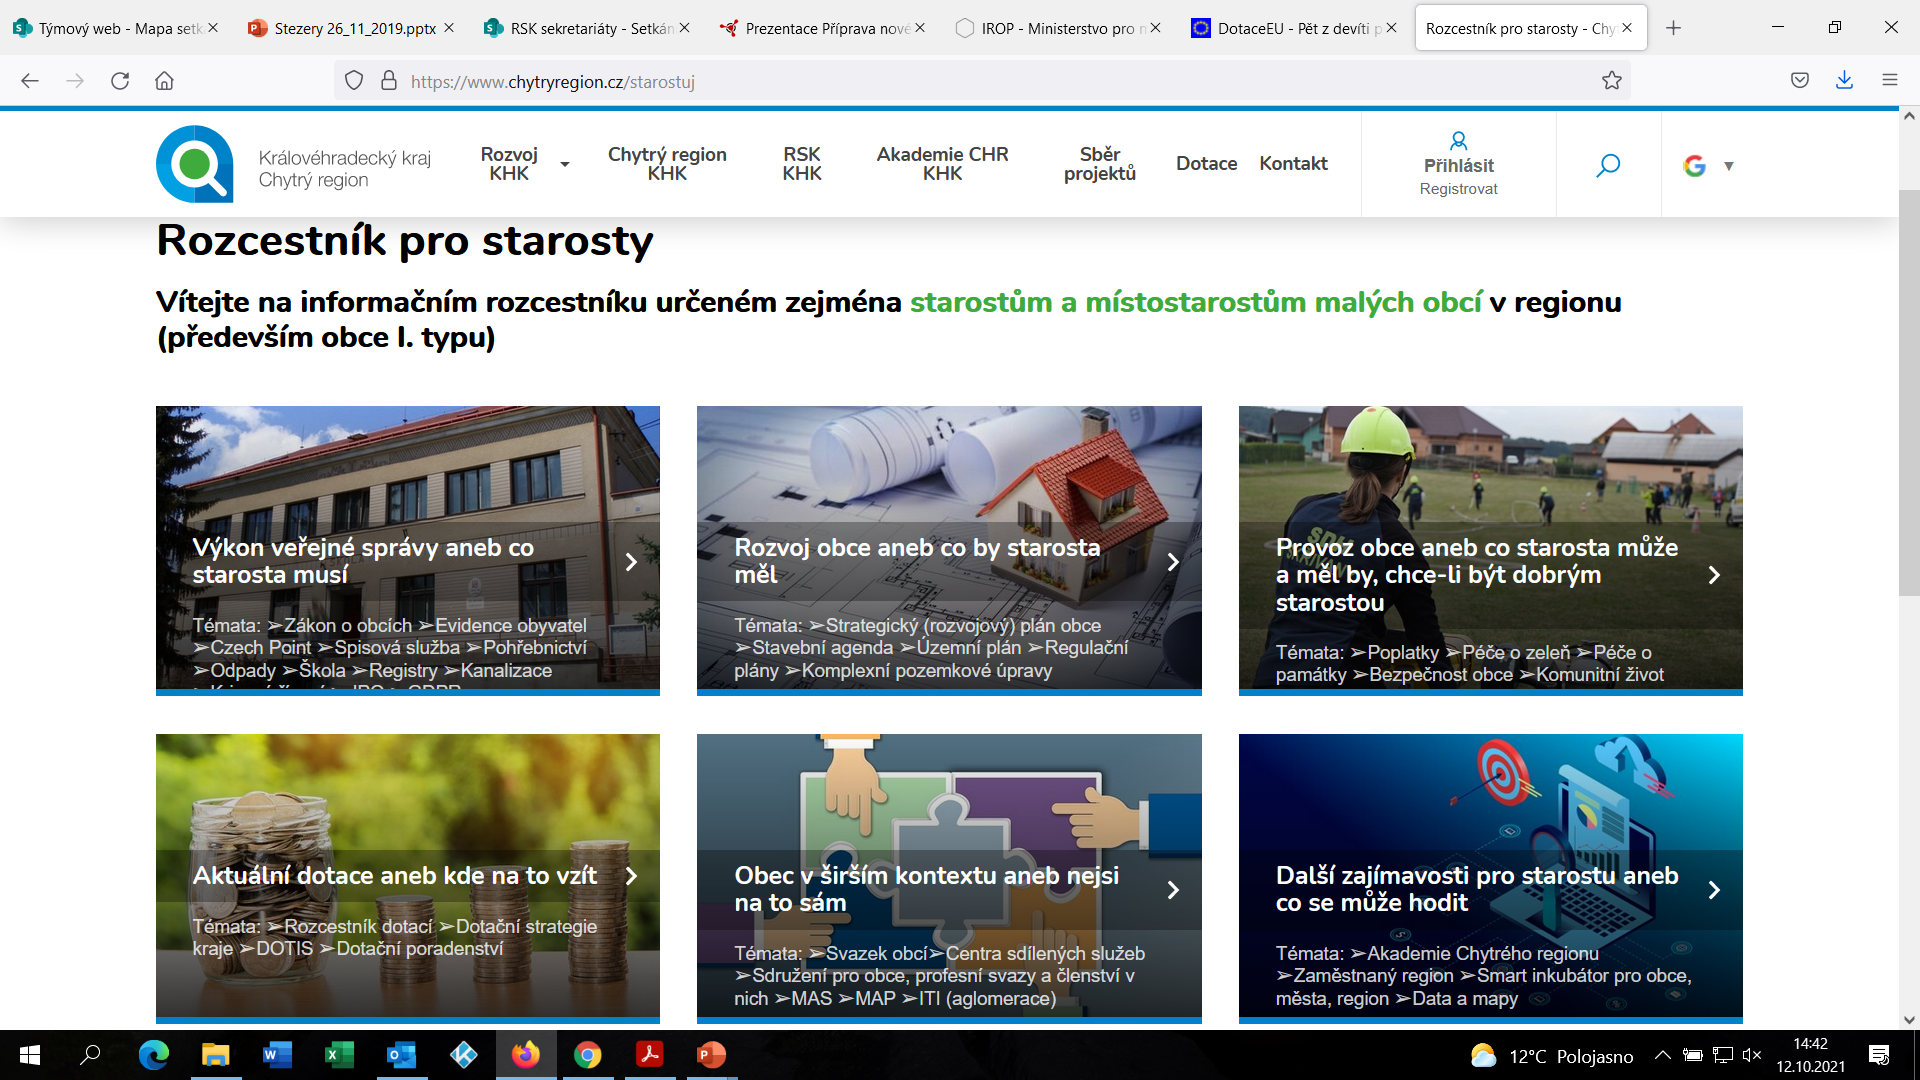 Týmový web - Mapa setk
Stezery 26_11_2019.pptx
RSK sekretariáty - Setkán
Prezentace Příprava nové
IROP - Ministerstvo pro
DotaceEU - Pět z devíti p
Rozcestník pro starosty - Chy
https://www.chytryregion.cz/starostuj
Královéhradecký kraj
Chytrý region
Rozvoj
KHK
Chytrý region
KHK
RSK
KHK
Akademie CHR
KHK
Sběr
projektů
Dotace
Kontakt
Přihlásit
Registrovat
Rozcestník pro starosty
Vítejte na informačním rozcestníku určeném zejména starostům a místostarostům malých obcí v regionu
(především obce I. typu)
Výkon veřejné správy aneb co
starosta musí
Témata: ➢Zákon o obcích ➢Evidence obyvatel
➢Czech Point ➢Spisová služba ➢Pohřebnictví
➢Odpady ➢Škola ➢Registry ➢Kanalizace
Rozvoj obce aneb co by starosta
měl
Témata: ➢Strategický (rozvojový) plán obce
➢Stavební agenda ➢Územní plán ➢Regulační
plány ➢Komplexní pozemkové úpravy
Provoz obce aneb co starosta může
a měl by, chce-li být dobrým
starostou
Témata: ➢Poplatky ➢Péče o zeleň ➢Péče o
památky ➢Bezpečnost obce ➢Komunitní život
Aktuální dotace aneb kde na to vzít
Témata: ➢Rozcestník dotací ➢Dotační strategie
kraje ➢DOTIS ➢Dotační poradenství
Obec v širším kontextu aneb nejsi
na to sám
Témata: ➢Svazek obcí➢Centra sdílených služeb
➢Sdružení pro obce, profesní svazy a členství v
nich ➢MAS ➢MAP ➢ITI (aglomerace)
Další zajímavosti pro starostu aneb
co se může hodit
Témata: ➢Akademie Chytrého regionu
➢Zaměstnaný region ➢Smart inkubátor pro obce,
města, region ➢Data a mapy
12°C Polojasno
14:42
12.10.2021